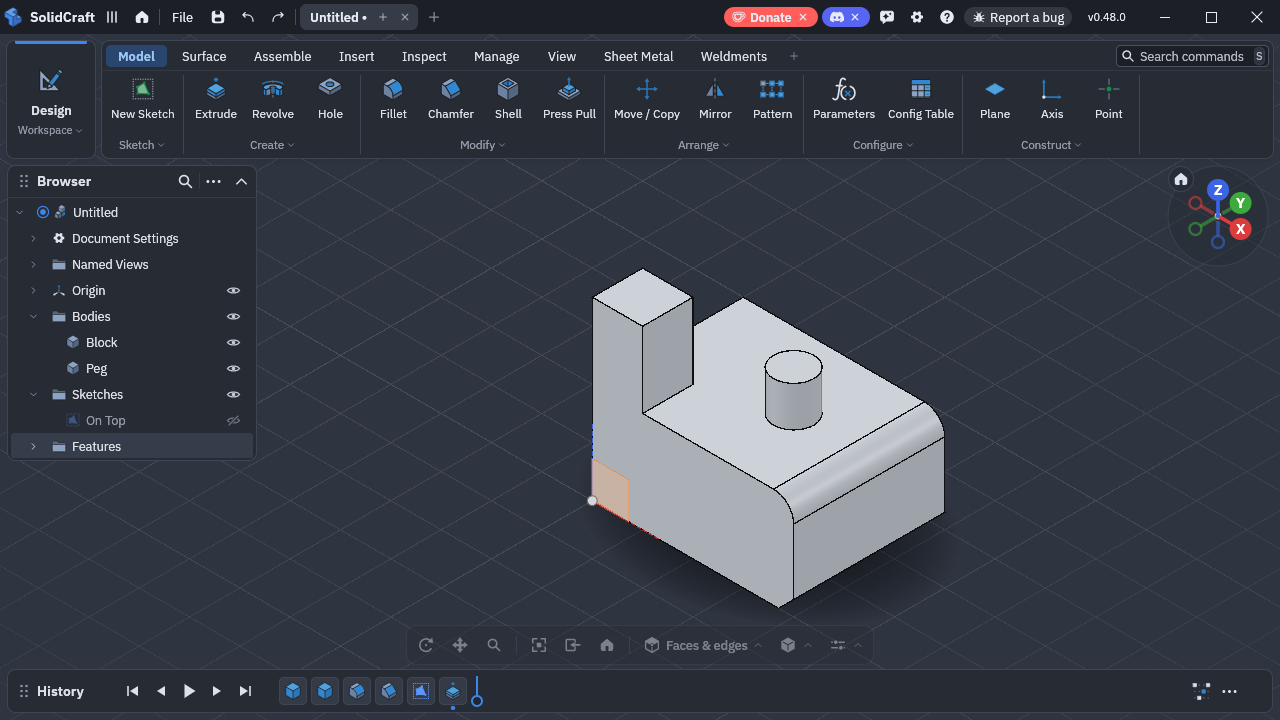 SolidCraft
File
Untitled •
Donate
Report a bug
v0.48.0
Design
Workspace
Model
Surface
Assemble
Insert
Inspect
Manage
View
Sheet Metal
Weldments
Search commands
S
New Sketch
Extrude
Revolve
Hole
Fillet
Chamfer
Shell
Press Pull
Move / Copy
Mirror
Pattern
Parameters
Config Table
Plane
Axis
Point
Sketch
Create
Modify
Arrange
Configure
Construct
Browser
Untitled
Document Settings
Named Views
Origin
Bodies
Block
Peg
Sketches
On Top
Features
Z
Y
X
Faces & edges
History